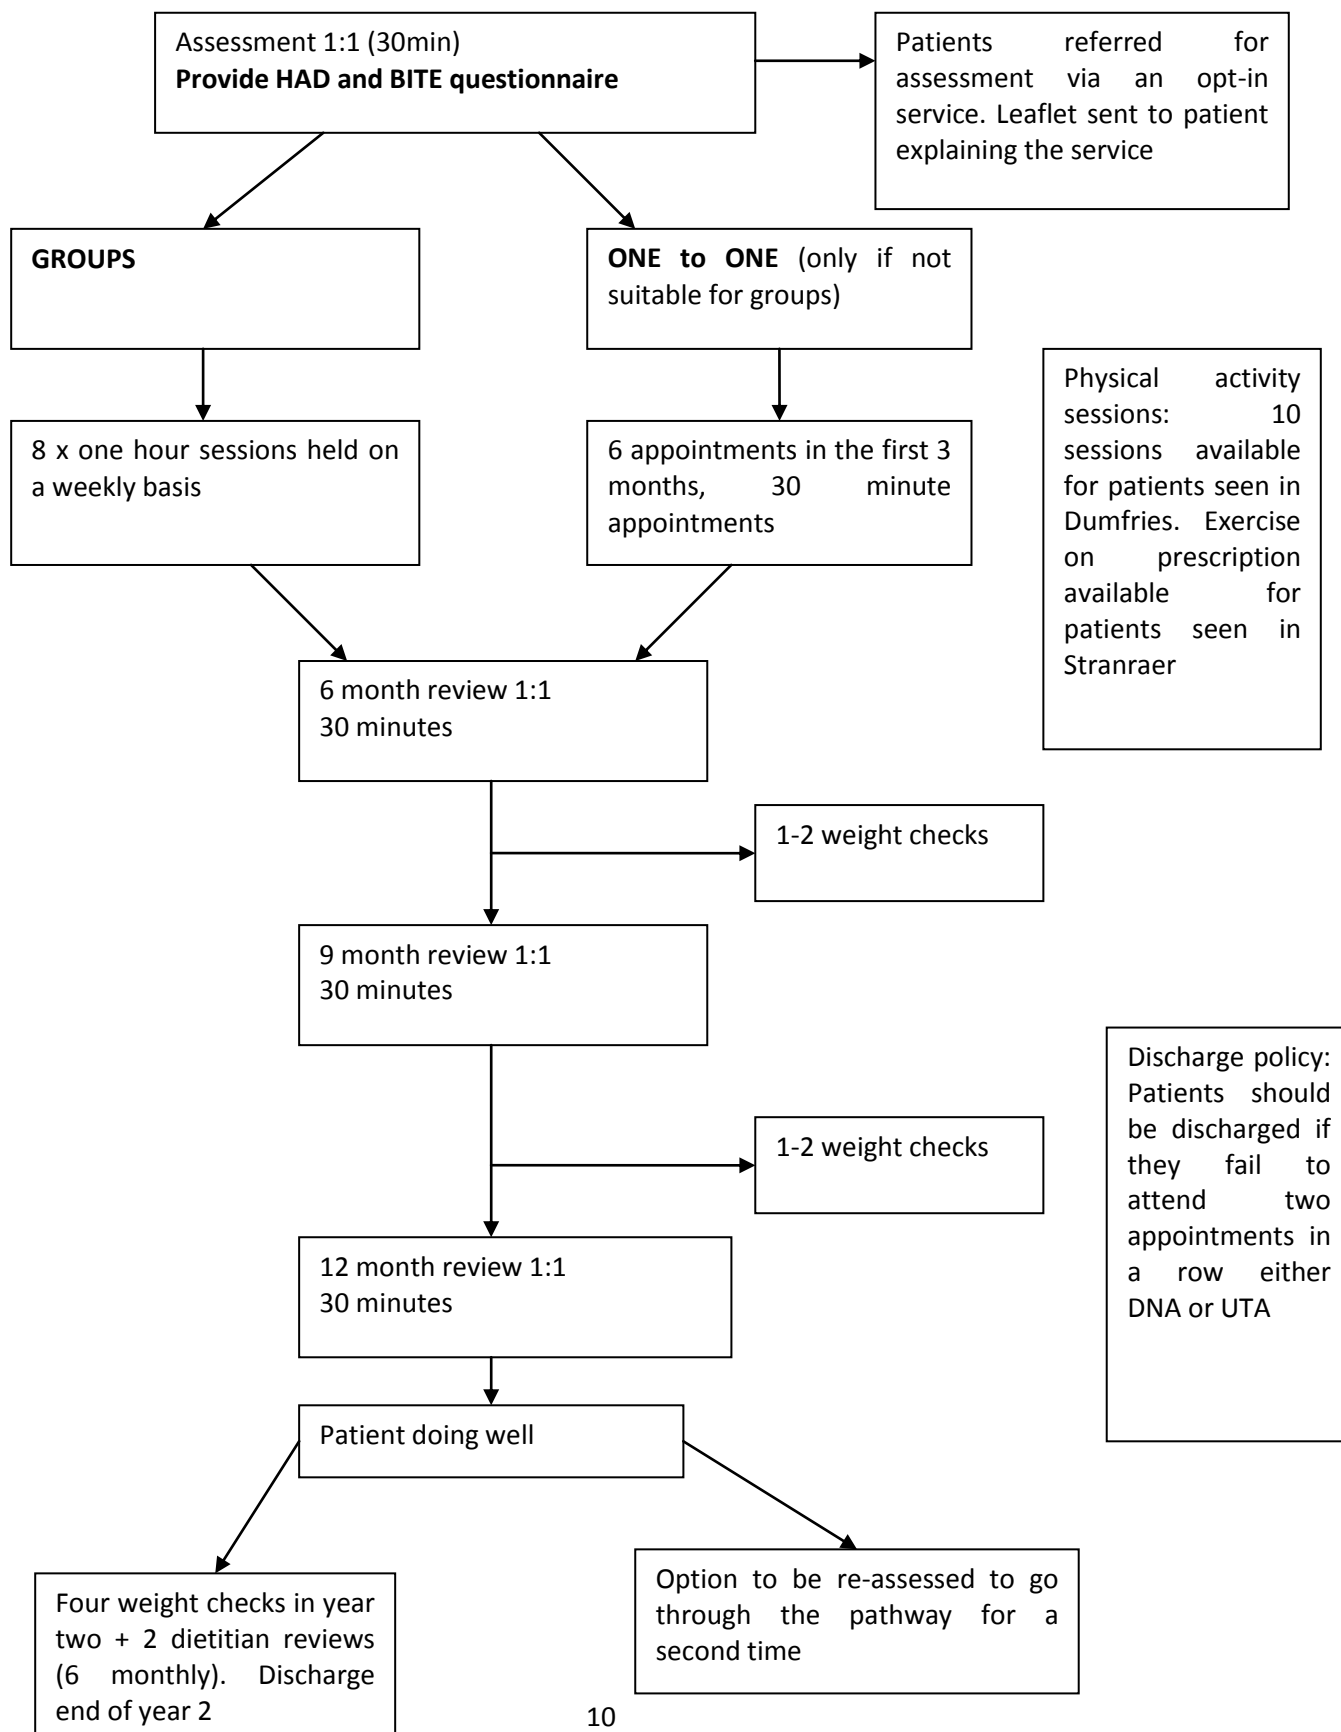 Assessment 1:1 (30min)
Provide HAD and BITE questionnaire
Patients referred for
assessment via an opt-in
service. Leaflet sent to patient
explaining the service
GROUPS
ONE to ONE (only if not
suitable for groups)
8 x one hour sessions held on
a weekly basis
6 appointments in the first 3
months, 30 minute
appointments
Physical activity
sessions: 10
sessions available
for patients seen in
Dumfries. Exercise
on prescription
available for
patients seen in
Stranraer
6 month review 1:1
30 minutes
1-2 weight checks
9 month review 1:1
30 minutes
1-2 weight checks
Discharge policy:
Patients should
be discharged if
they fail to
attend two
appointments in
a row either
DNA or UTA
12 month review 1:1
30 minutes
Patient doing well
Four weight checks in year
two + 2 dietitian reviews
(6 monthly). Discharge
end of year 2
Option to be re-assessed to go
through the pathway for a
second time
10